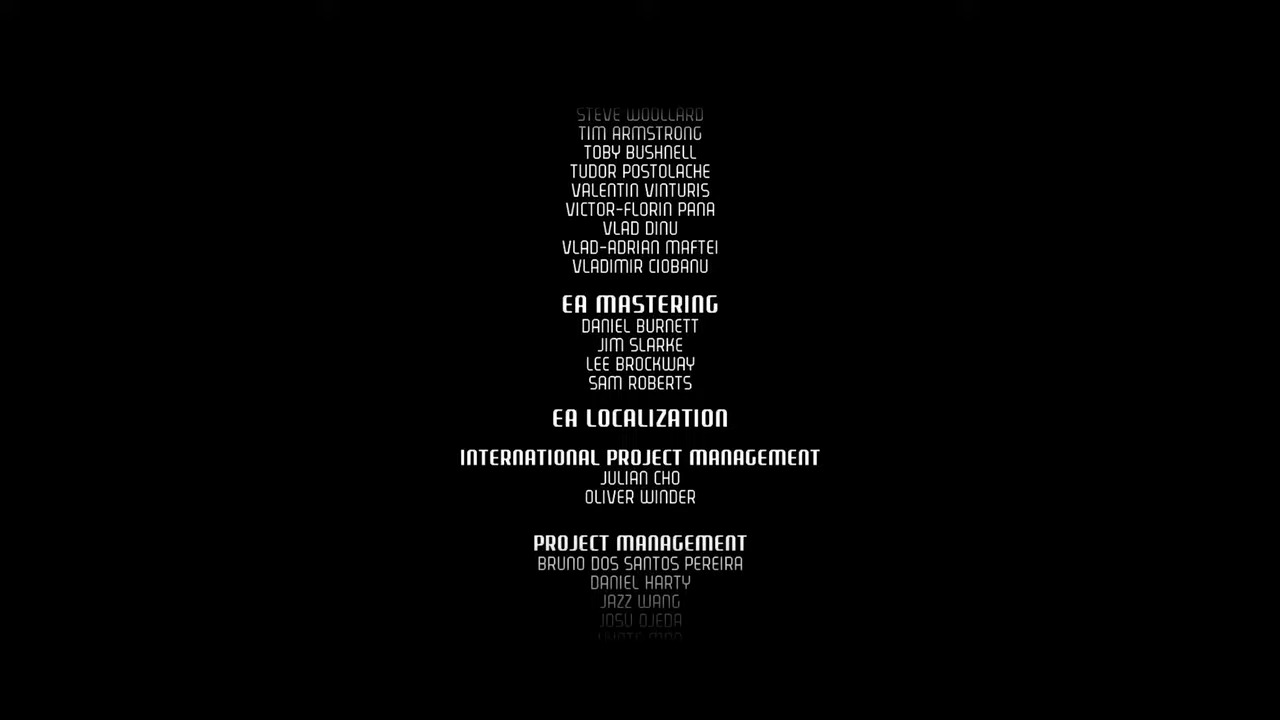 STEVE WOOLLARD
TIM ARMSTRONG
TOBY BUSHNELL
TUDOR POSTOLACHE
VALENTIN VINTURIS
VICTOR-FLORIN PANA
VLAD DINU
VLAD-ADRIAN MAFTEI
VLADIMIR CIOBANU
EA MASTERING
DANIEL BURNETT
JIM SLARKE
LEE BROCKWAY
SAM ROBERTS
EA LOCALIZATION
INTERNATIONAL PROJECT MANAGEMENT
JULIAN CHO
OLIVER WINDER
PROJECT MANAGEMENT
BRUNO DOS SANTOS PEREIRA
DANIEL HARTY
JAZZ WANG
JOSU OJEDA